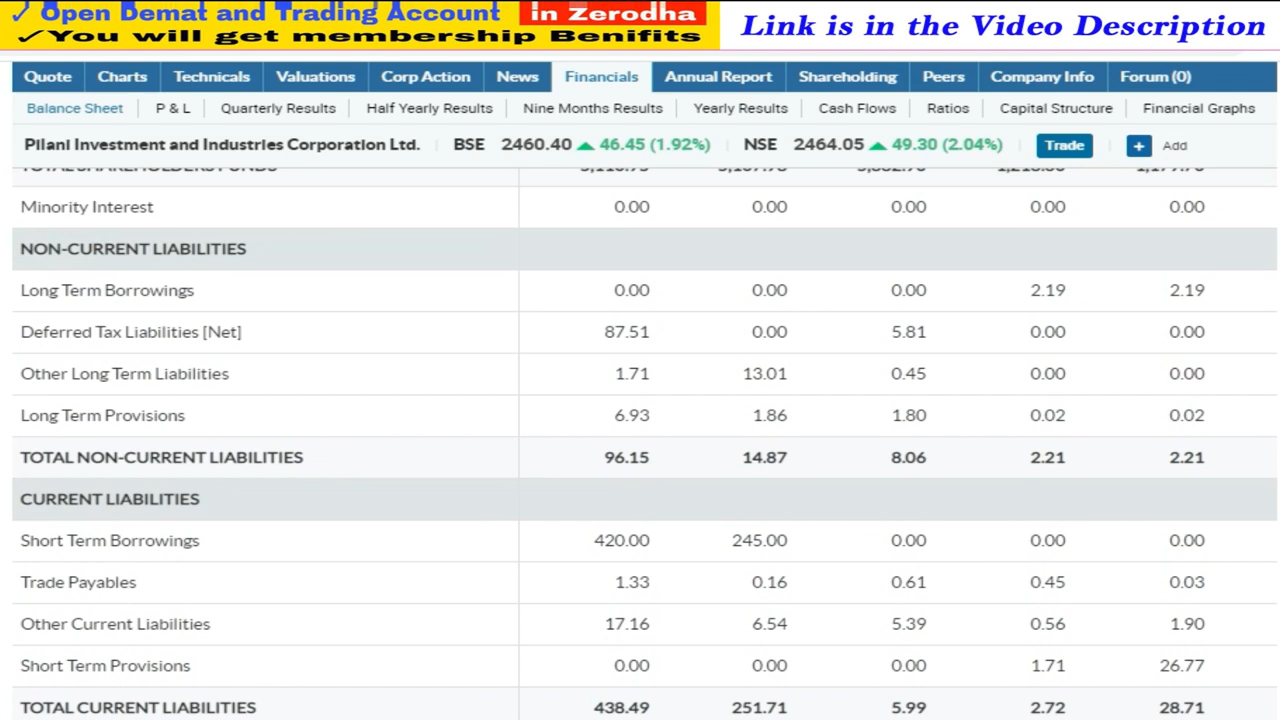 ✓ Open Demat and Trading Account In Zerodha
✓You will get membership Benifits
Link is in the Video Description
Quote Charts Technicals Valuations Corp Action News Financials Annual Report Shareholding Peers Company Info Forum (0)
Balance Sheet P & L Quarterly Results Half Yearly Results Nine Months Results Yearly Results Cash Flows Ratios Capital Structure Financial Graphs
Pilani Investment and Industries Corporation Ltd. BSE 2460.40 ▲ 46.45 (1.92%) NSE 2464.05 ▲ 49.30 (2.04%) Trade + Add
Minority Interest 0.00 0.00 0.00 0.00 0.00
NON-CURRENT LIABILITIES
Long Term Borrowings 0.00 0.00 0.00 2.19 2.19
Deferred Tax Liabilities [Net] 87.51 0.00 5.81 0.00 0.00
Other Long Term Liabilities 1.71 13.01 0.45 0.00 0.00
Long Term Provisions 6.93 1.86 1.80 0.02 0.02
TOTAL NON-CURRENT LIABILITIES 96.15 14.87 8.06 2.21 2.21
CURRENT LIABILITIES
Short Term Borrowings 420.00 245.00 0.00 0.00 0.00
Trade Payables 1.33 0.16 0.61 0.45 0.03
Other Current Liabilities 17.16 6.54 5.39 0.56 1.90
Short Term Provisions 0.00 0.00 0.00 1.71 26.77
TOTAL CURRENT LIABILITIES 438.49 251.71 5.99 2.72 28.71